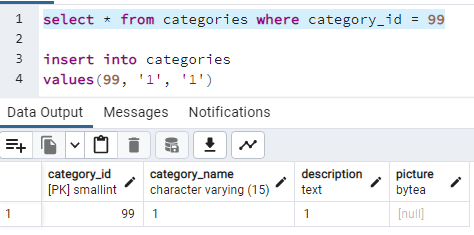 1 select * from categories where category_id = 99
2
3 insert into categories
4 values(99, '1', '1')
Data Output Messages Notifications
category_id category_name description picture
[PK] smallint character varying (15) text bytea
1 99 1 1 [null]